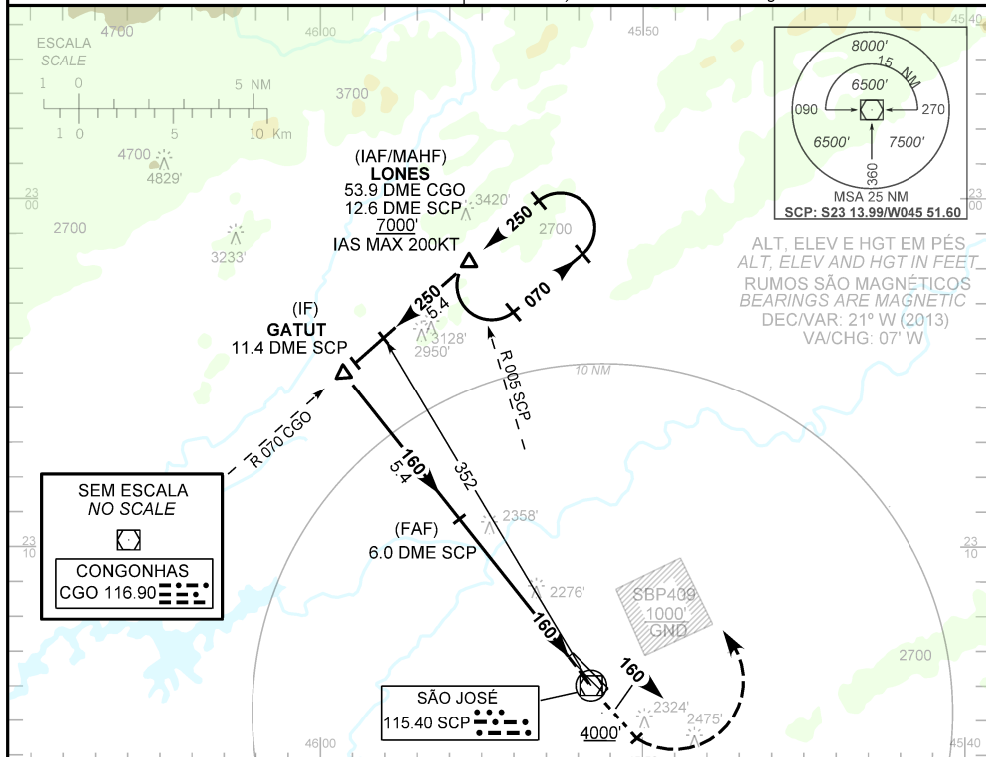 4700
46 00
45 50
45 40
ESCALA
SCALE
1 0 5 NM
1 0 5 10 Km
3700
4700
4829'
23 00
2700
3233'
(IAF/MAHF)
LONES
53.9 DME CGO
12.6 DME SCP
7000'
IAS MAX 200KT
3420'
2700
250
070
250
5.4
3128'
2950'
R 005 SCP
(IF)
GATUT
11.4 DME SCP
R 070 CGO
8000'
15 NM
6500'
090
270
6500'
7500'
360
MSA 25 NM
SCP: S23 13.99/W045 51.60
ALT, ELEV E HGT EM PÉS
ALT, ELEV AND HGT IN FEET
RUMOS SÃO MAGNÉTICOS
BEARINGS ARE MAGNETIC
DEC/VAR: 21º W (2013)
VA/CHG: 07' W
10 NM
160
5.4
352
SEM ESCALA
NO SCALE
CONGONHAS
CGO 116.90
(FAF)
6.0 DME SCP
2358'
23 10
23 10
2276'
SBP409
1000'
GND
160
2700
160
SÃO JOSÉ
115.40 SCP
4000'
2324'
2475'
46 00
45 40